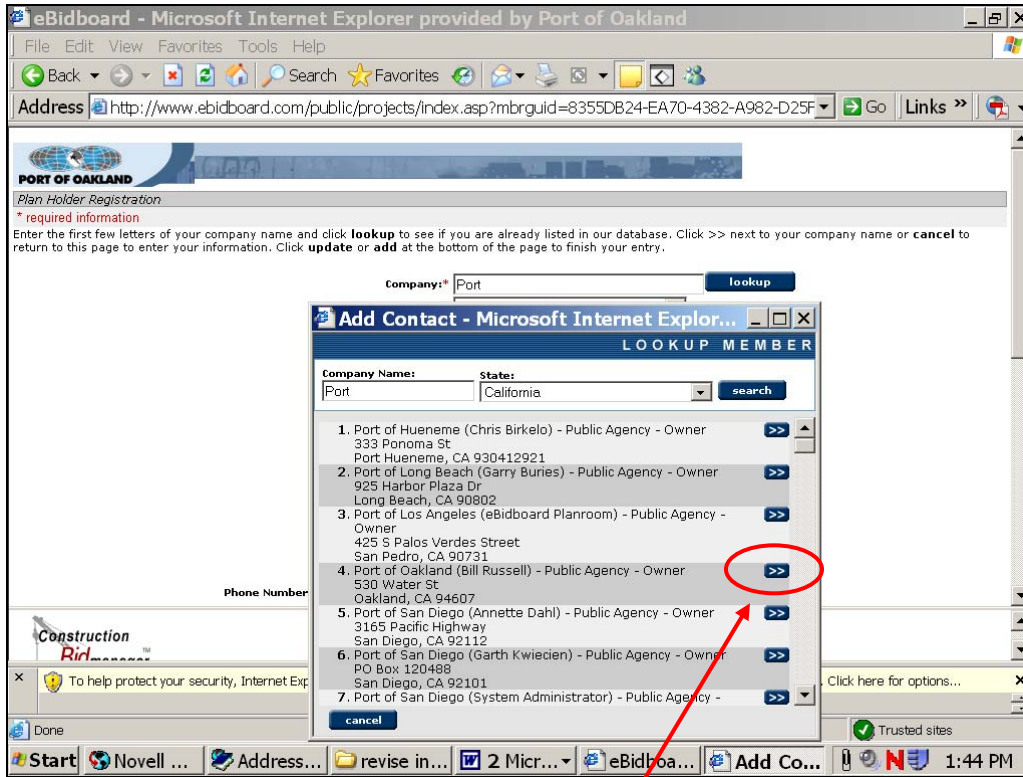 eBidboard - Microsoft Internet Explorer provided by Port of Oakland
File Edit View Favorites Tools Help
Back Search Favorites
Address http://www.ebidboard.com/public/projects/index.asp?mbrguid=8355DB24-EA70-4382-A982-D25F Go Links »
PORT OF OAKLAND
Plan Holder Registration
* required information
Enter the first few letters of your company name and click lookup to see if you are already listed in our database. Click >> next to your company name or cancel to
return to this page to enter your information. Click update or add at the bottom of the page to finish your entry.
Company:* Port lookup
Add Contact - Microsoft Internet Explor...
LOOKUP MEMBER
Company Name: State:
Port California search
1. Port of Hueneme (Chris Birkelo) - Public Agency - Owner >>
333 Ponoma St
Port Hueneme, CA 930412921
2. Port of Long Beach (Garry Buries) - Public Agency - Owner >>
925 Harbor Plaza Dr
Long Beach, CA 90802
3. Port of Los Angeles (eBidboard Planroom) - Public Agency - >>
Owner
425 S Palos Verdes Street
San Pedro, CA 90731
4. Port of Oakland (Bill Russell) - Public Agency - Owner >>
530 Water St
Oakland, CA 94607
5. Port of San Diego (Annette Dahl) - Public Agency - Owner >>
3165 Pacific Highway
San Diego, CA 92112
6. Port of San Diego (Garth Kwiecien) - Public Agency - Owner >>
PO Box 120488
San Diego, CA 92101
7. Port of San Diego (System Administrator) - Public Agency - >>
cancel
Phone Number
Construction
Bidmanager TM
To help protect your security, Internet Exp
. Click here for options...
Done Trusted sites
Start Novell ... Address... revise in... 2 Micr... eBidboa... Add Co... 1:44 PM